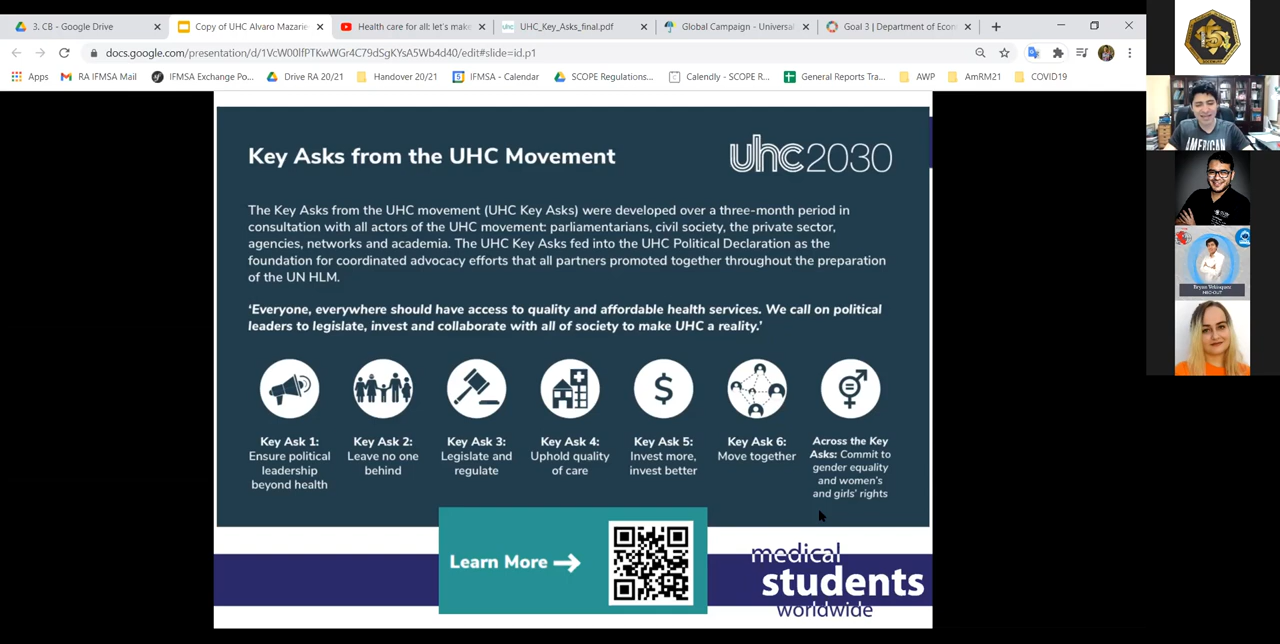 3. CB - Google Drive
Copy of UHC Alvaro Mazarie
Health care for all: let's make
UHC_Key_Asks_final.pdf
Global Campaign - Universal
Goal 3 | Department of Econ
docs.google.com/presentation/d/1VcW00lfPTKwWGr4C79dSgKYsA5Wb4d40/edit#slide=id.p1
Apps
RA IFMSA Mail
IFMSA Exchange Po...
Drive RA 20/21
Handover 20/21
IFMSA - Calendar
SCOPE Regulations...
Calendly - SCOPE R...
General Reports Tra...
AWP
AmRM21
COVID19
Key Asks from the UHC Movement
uhc2030
The Key Asks from the UHC movement (UHC Key Asks) were developed over a three-month period in
consultation with all actors of the UHC movement: parliamentarians, civil society, the private sector,
agencies, networks and academia. The UHC Key Asks fed into the UHC Political Declaration as the
foundation for coordinated advocacy efforts that all partners promoted together throughout the preparation
of the UN HLM.
‘Everyone, everywhere should have access to quality and affordable health services. We call on political
leaders to legislate, invest and collaborate with all of society to make UHC a reality.’
$
Key Ask 1:
Ensure political
leadership
beyond health
Key Ask 2:
Leave no one
behind
Key Ask 3:
Legislate and
regulate
Key Ask 4:
Uphold quality
of care
Key Ask 5:
Invest more,
invest better
Key Ask 6:
Move together
Across the Key
Asks: Commit to
gender equality
and women's
and girls' rights
Learn More
medical
students
worldwide
15
AMERICAN
Bryan Velasquez